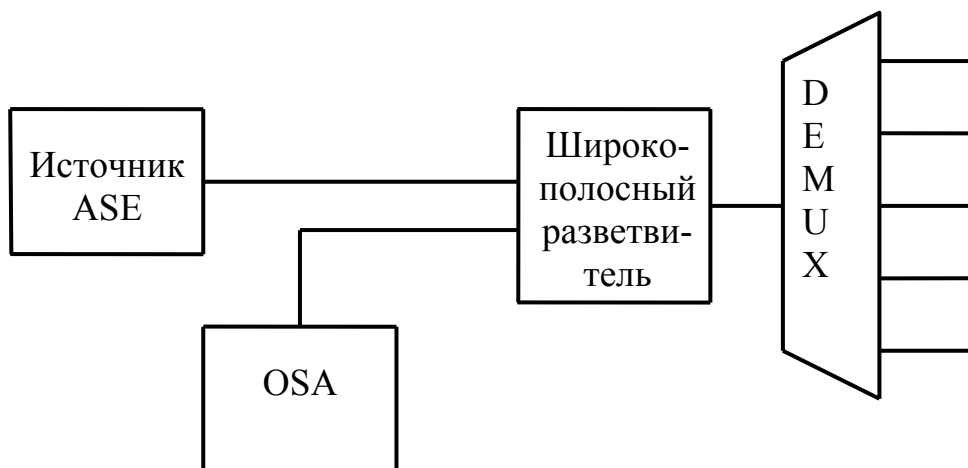 Источник
ASE
Широко-
полосный
разветви-
тель
D
E
M
U
X
OSA